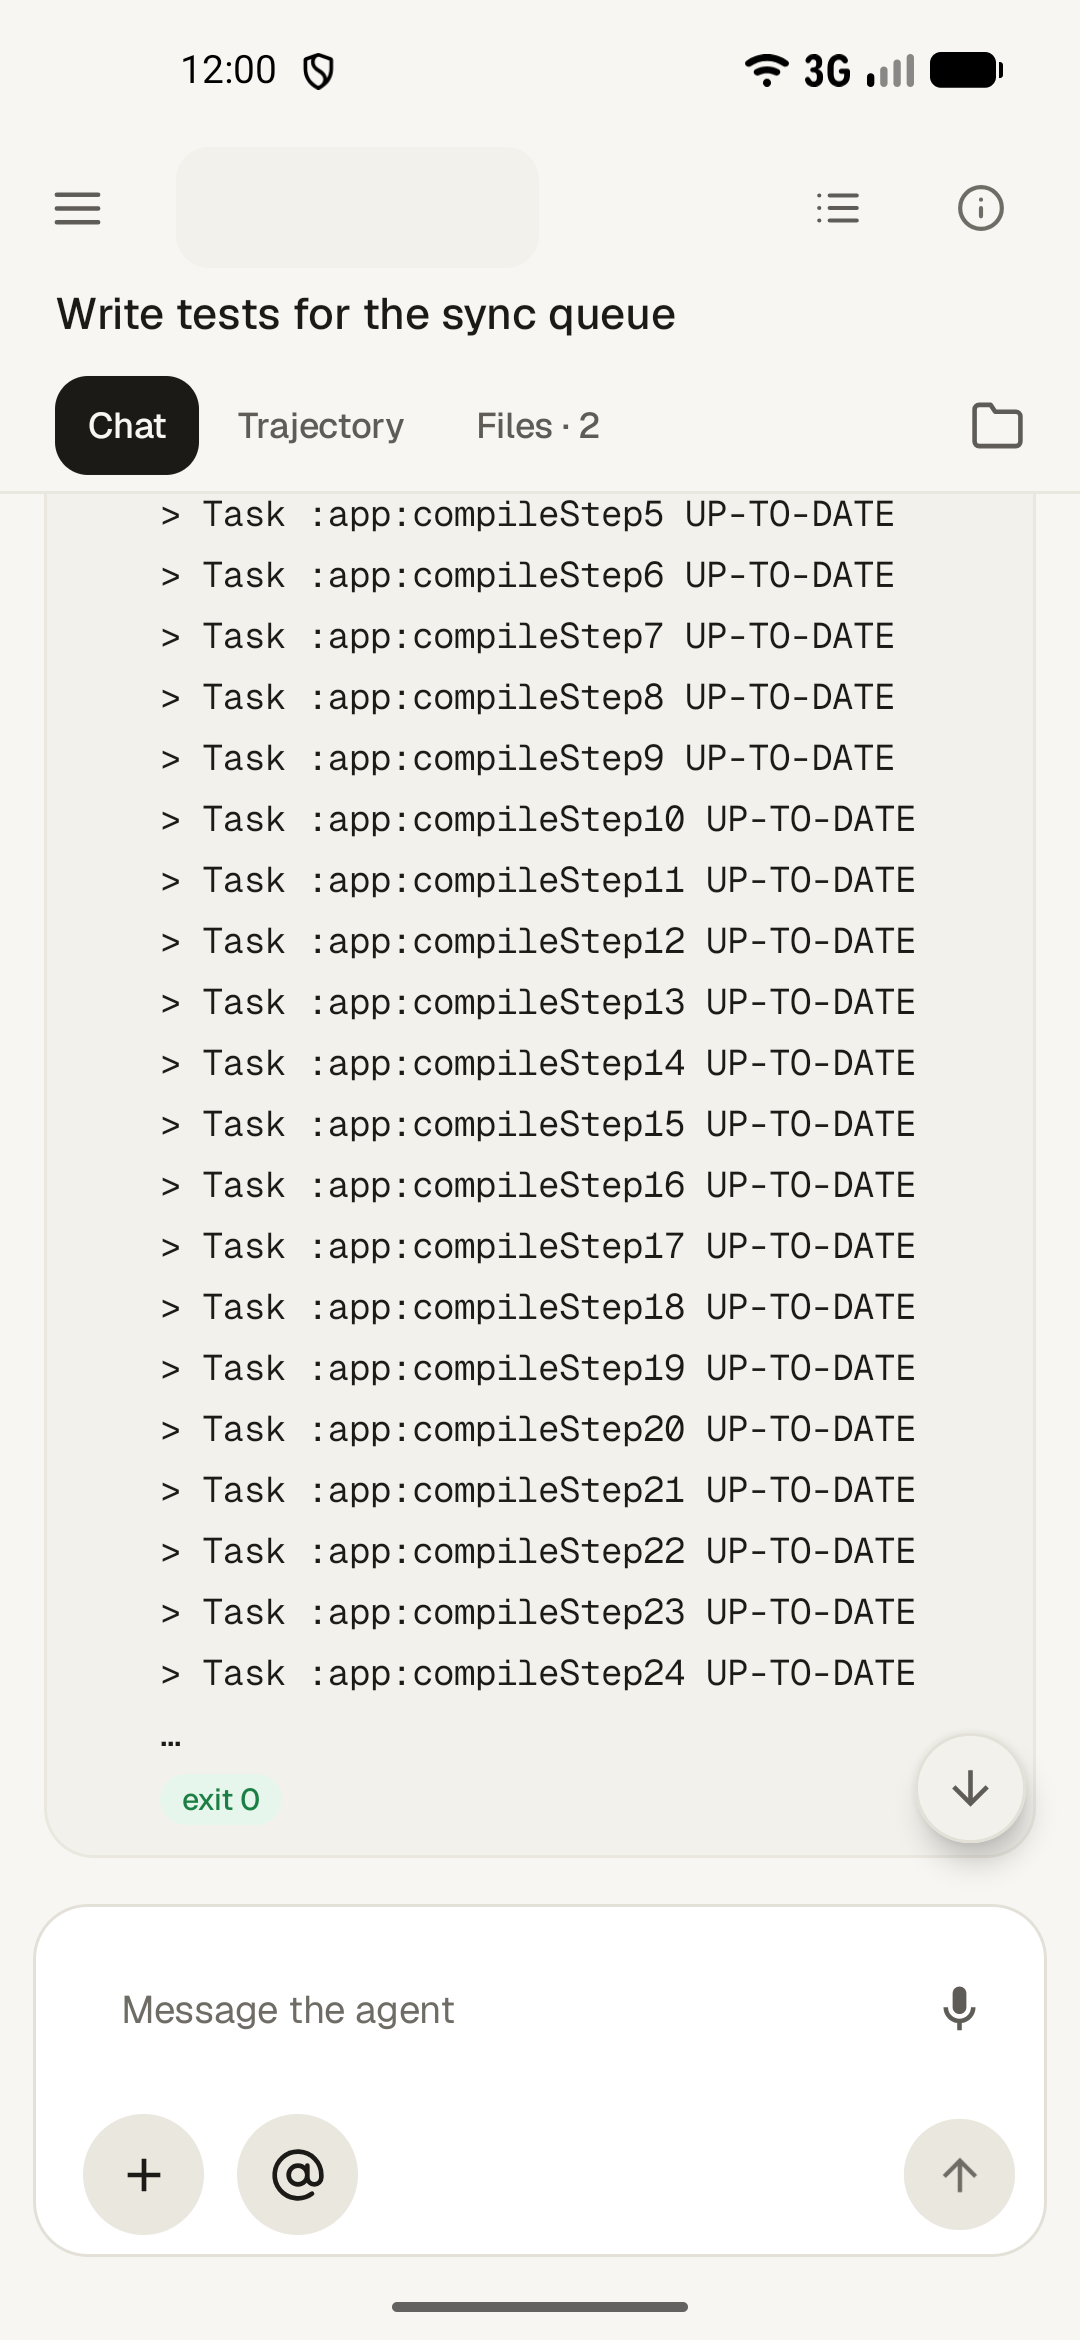 12:00
3G
Write tests for the sync queue
Chat
Trajectory
Files · 2
> Task :app:compileStep5 UP-TO-DATE
> Task :app:compileStep6 UP-TO-DATE
> Task :app:compileStep7 UP-TO-DATE
> Task :app:compileStep8 UP-TO-DATE
> Task :app:compileStep9 UP-TO-DATE
> Task :app:compileStep10 UP-TO-DATE
> Task :app:compileStep11 UP-TO-DATE
> Task :app:compileStep12 UP-TO-DATE
> Task :app:compileStep13 UP-TO-DATE
> Task :app:compileStep14 UP-TO-DATE
> Task :app:compileStep15 UP-TO-DATE
> Task :app:compileStep16 UP-TO-DATE
> Task :app:compileStep17 UP-TO-DATE
> Task :app:compileStep18 UP-TO-DATE
> Task :app:compileStep19 UP-TO-DATE
> Task :app:compileStep20 UP-TO-DATE
> Task :app:compileStep21 UP-TO-DATE
> Task :app:compileStep22 UP-TO-DATE
> Task :app:compileStep23 UP-TO-DATE
> Task :app:compileStep24 UP-TO-DATE
…
exit 0
Message the agent